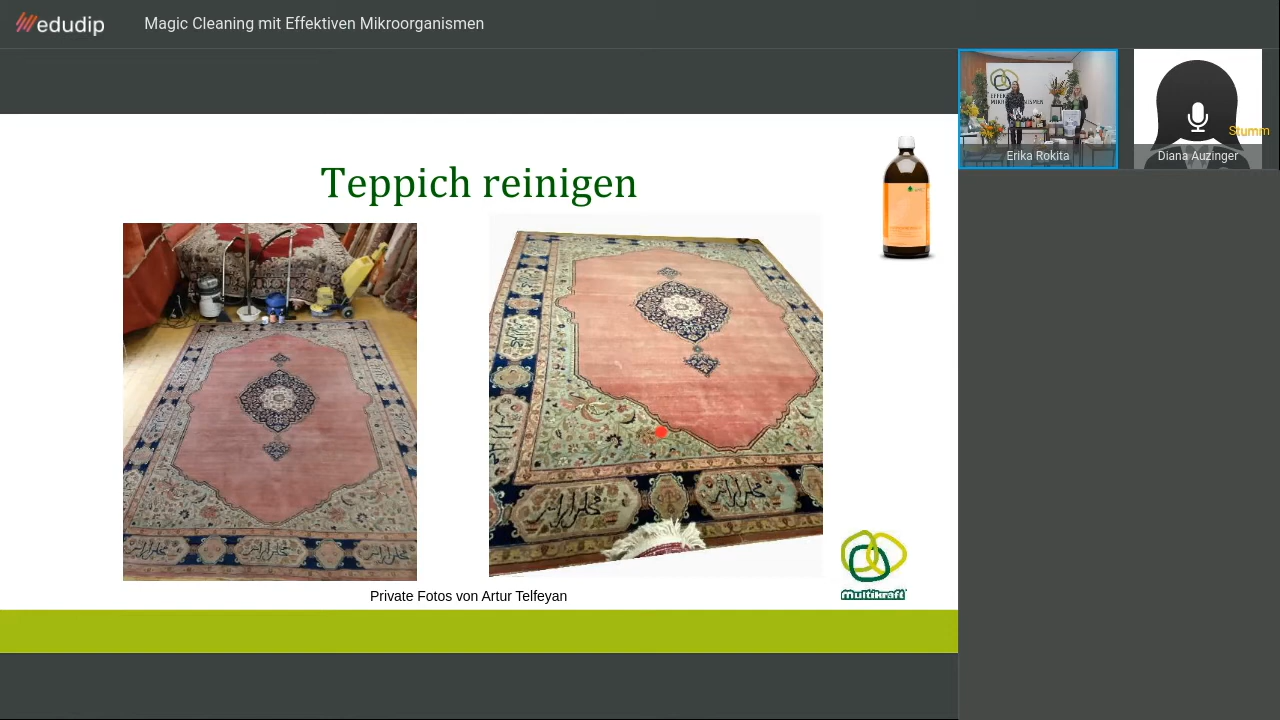 edudip
Magic Cleaning mit Effektiven Mikroorganismen
Erika Rokita
Stumm
Diana Auzinger
Teppich reinigen
Multikraft
Private Fotos von Artur Telfeyan